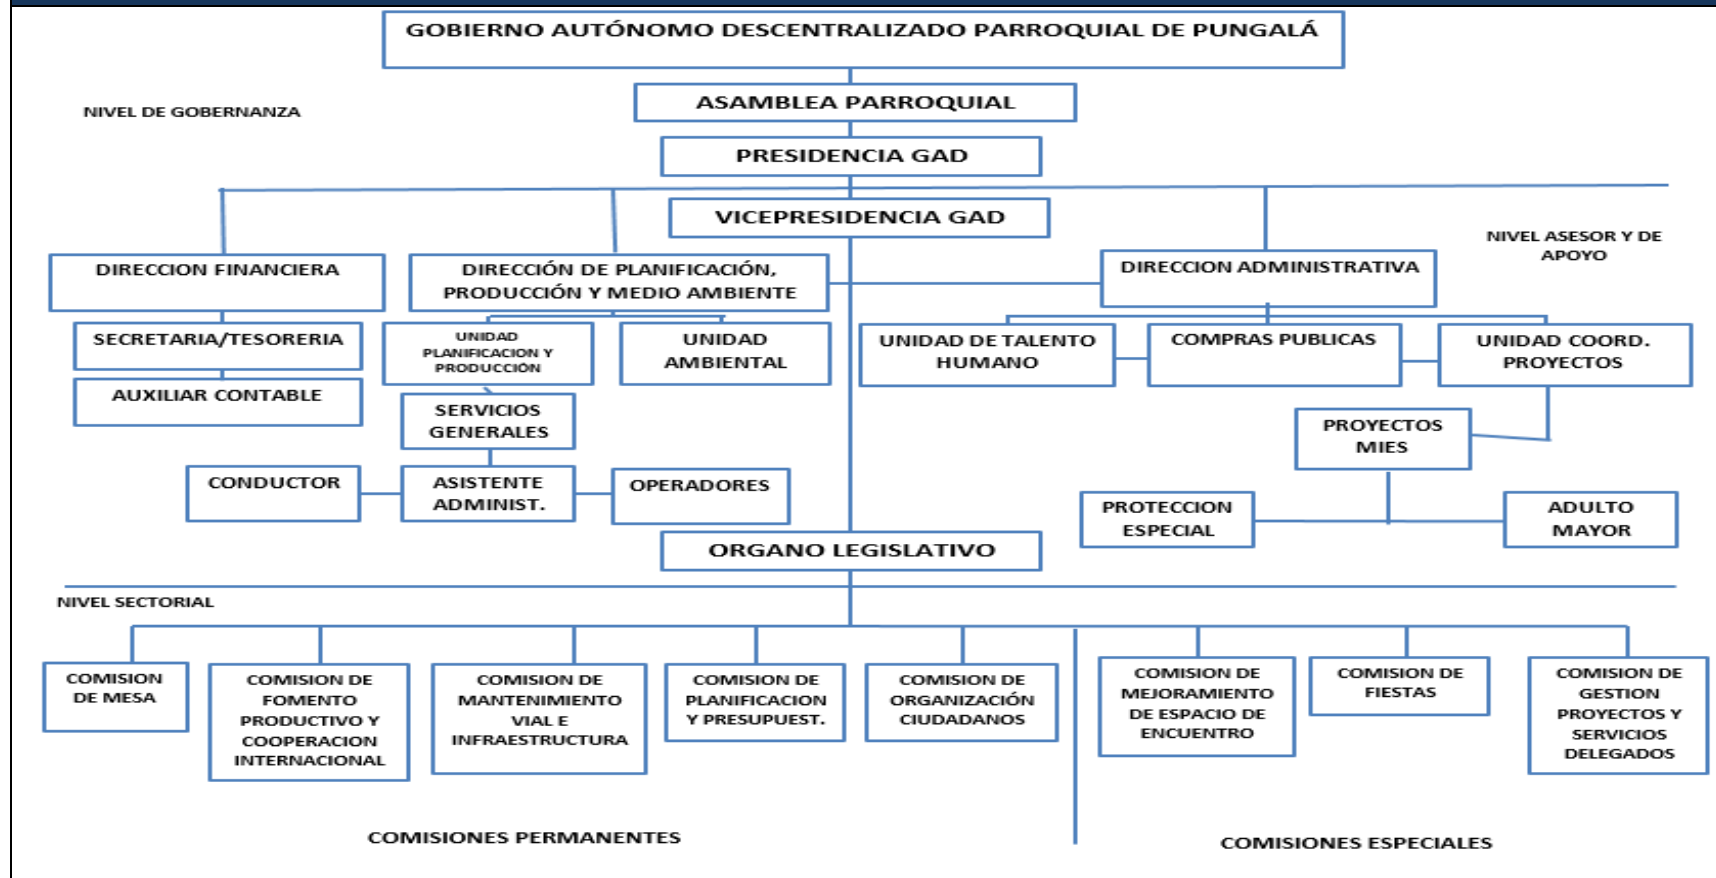 GOBIERNO AUTÓNOMO DESCENTRALIZADO PARROQUIAL DE PUNGALÁ
ASAMBLEA PARROQUIAL
NIVEL DE GOBERNANZA
PRESIDENCIA GAD
VICEPRESIDENCIA GAD
NIVEL ASESOR Y DE
APOYO
DIRECCION FINANCIERA
DIRECCIÓN DE PLANIFICACIÓN,
PRODUCCIÓN Y MEDIO AMBIENTE
DIRECCION ADMINISTRATIVA
SECRETARIA/TESORERIA
UNIDAD
PLANIFICACION Y
PRODUCCIÓN
UNIDAD
AMBIENTAL
UNIDAD DE TALENTO
HUMANO
COMPRAS PUBLICAS
UNIDAD COORD.
PROYECTOS
AUXILIAR CONTABLE
SERVICIOS
GENERALES
PROYECTOS
MIES
CONDUCTOR
ASISTENTE
ADMINIST.
OPERADORES
PROTECCION
ESPECIAL
ADULTO
MAYOR
ORGANO LEGISLATIVO
NIVEL SECTORIAL
COMISION
DE MESA
COMISION DE
FOMENTO
PRODUCTIVO Y
COOPERACION
INTERNACIONAL
COMISION DE
MANTENIMIENTO
VIAL E
INFRAESTRUCTURA
COMISION DE
PLANIFICACION
Y PRESUPUEST.
COMISION DE
ORGANIZACIÓN
CIUDADANOS
COMISION DE
MEJORAMIENTO
DE ESPACIO DE
ENCUENTRO
COMISION DE
FIESTAS
COMISION DE
GESTION
PROYECTOS Y
SERVICIOS
DELEGADOS
COMISIONES PERMANENTES
COMISIONES ESPECIALES